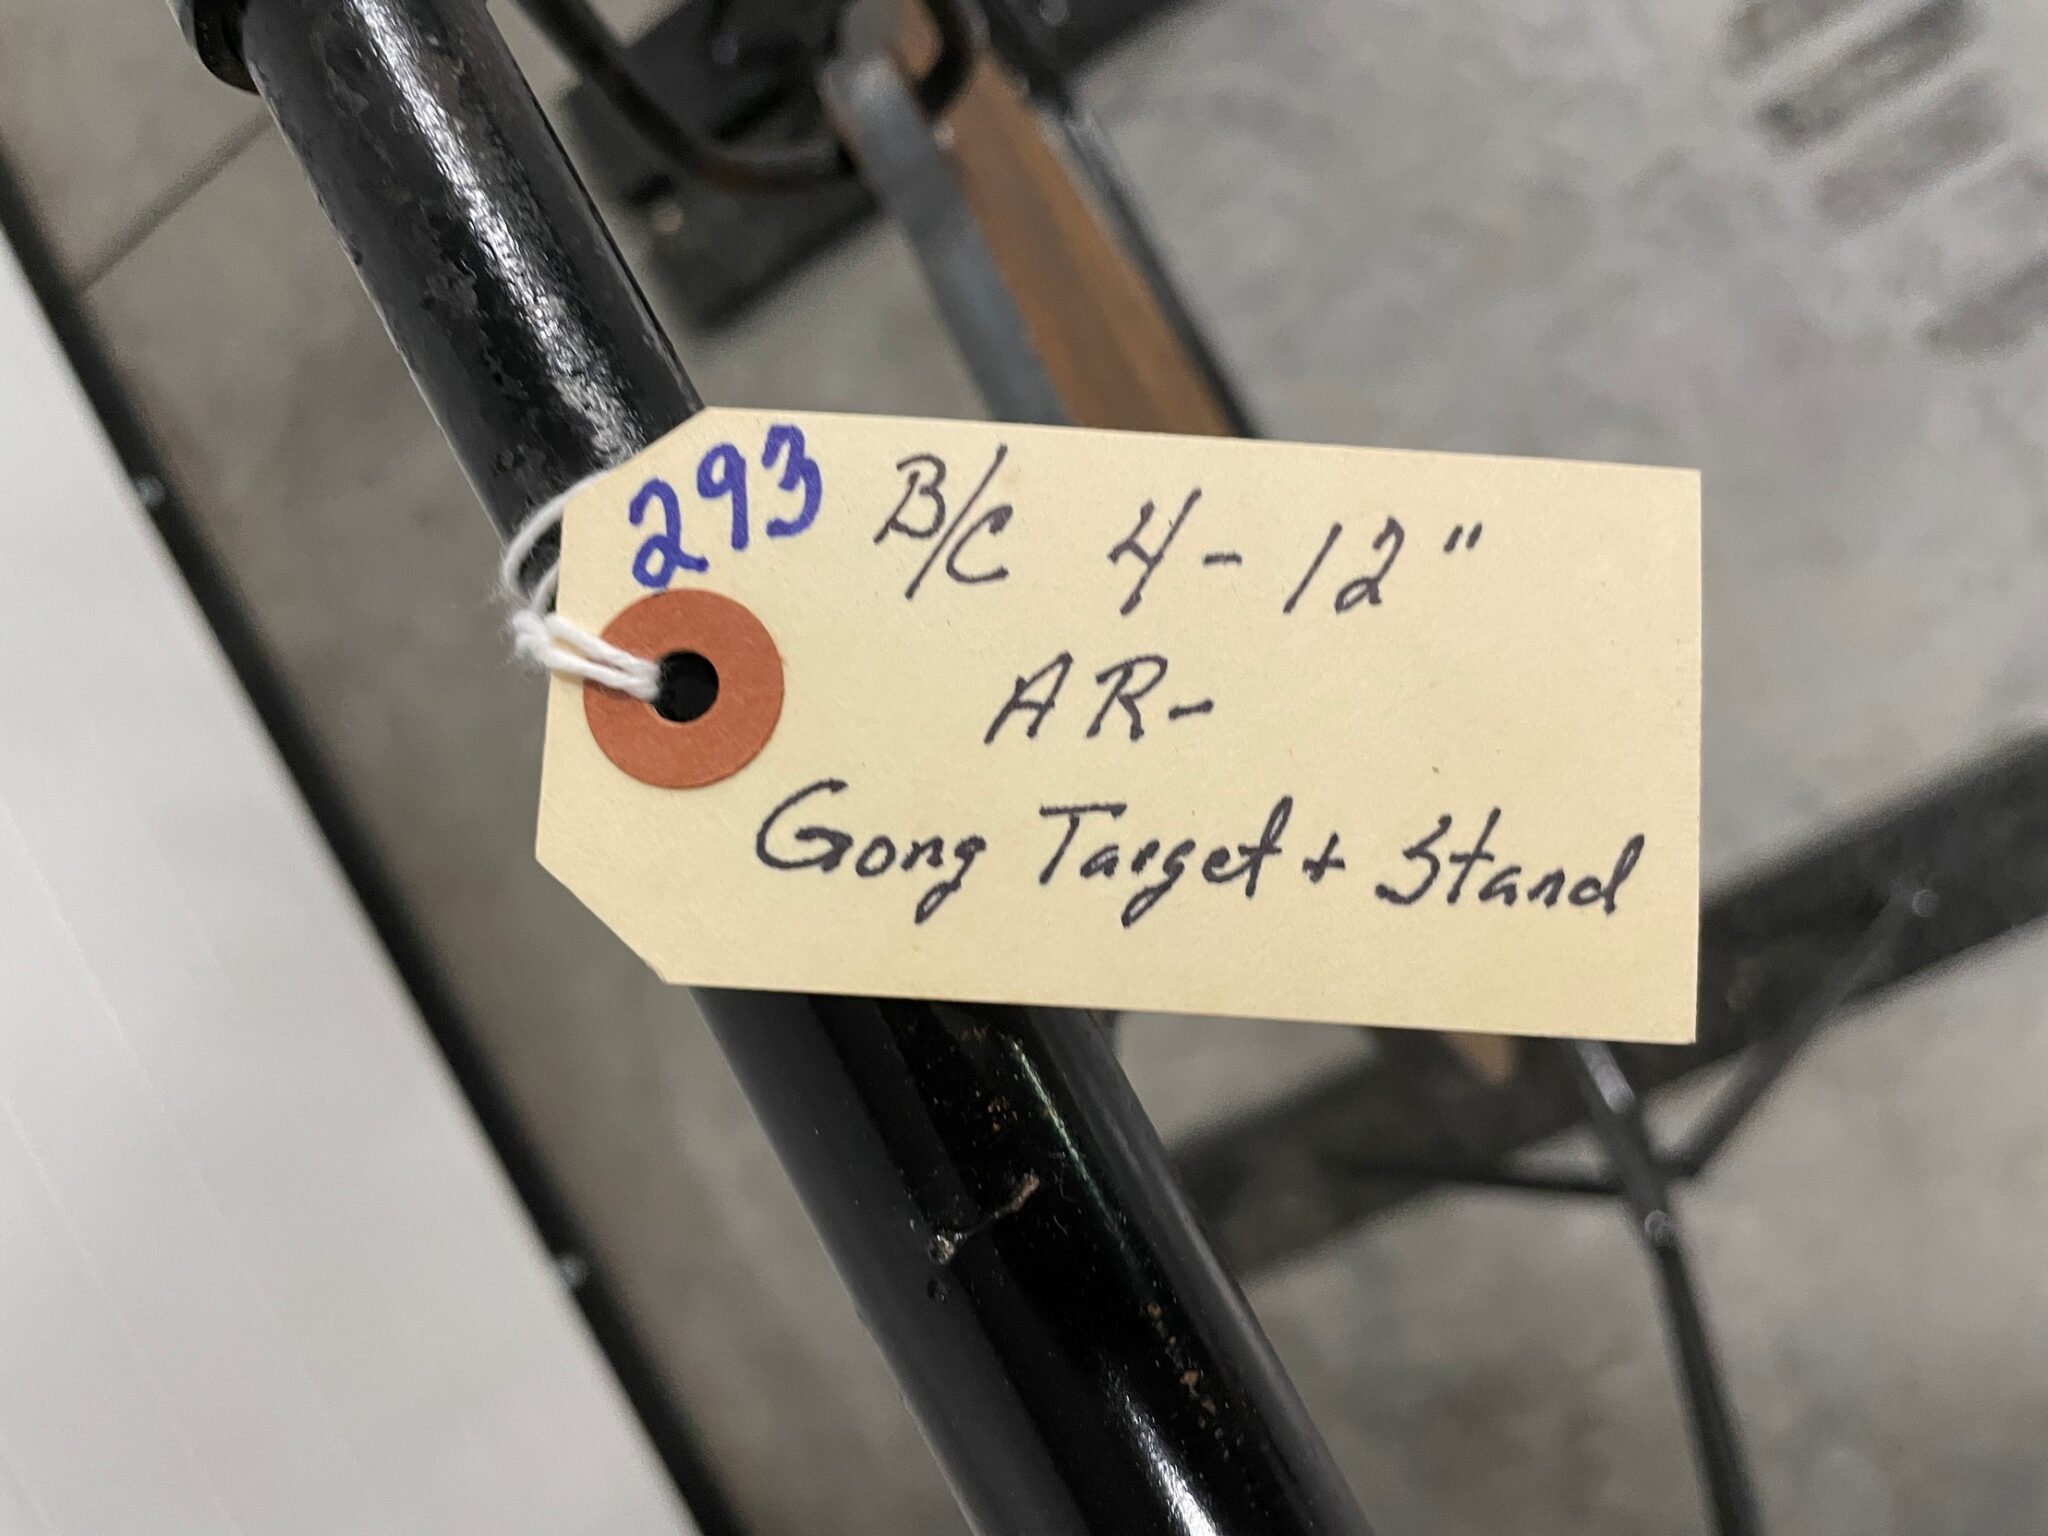 293 B/C 4-12"
AR-
Gong Target + Stand